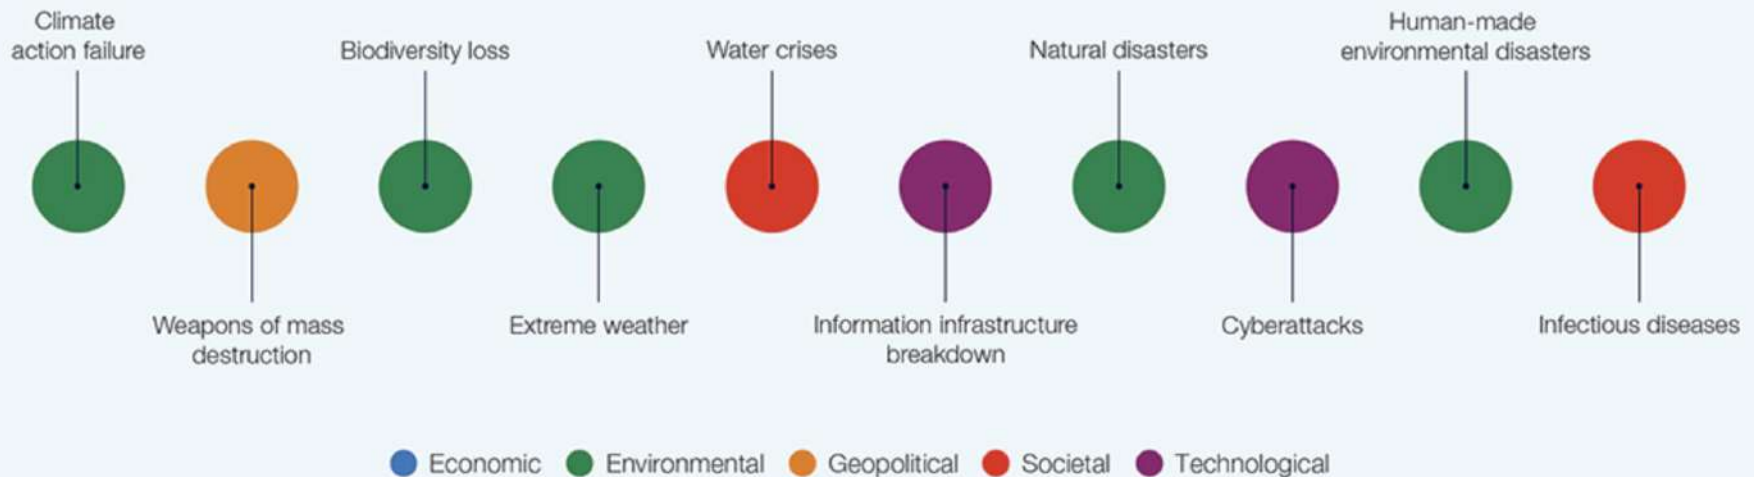 Climate
action failure
Biodiversity loss
Water crises
Natural disasters
Human-made
environmental disasters
Weapons of mass
destruction
Extreme weather
Information infrastructure
breakdown
Cyberattacks
Infectious diseases
Economic
Environmental
Geopolitical
Societal
Technological